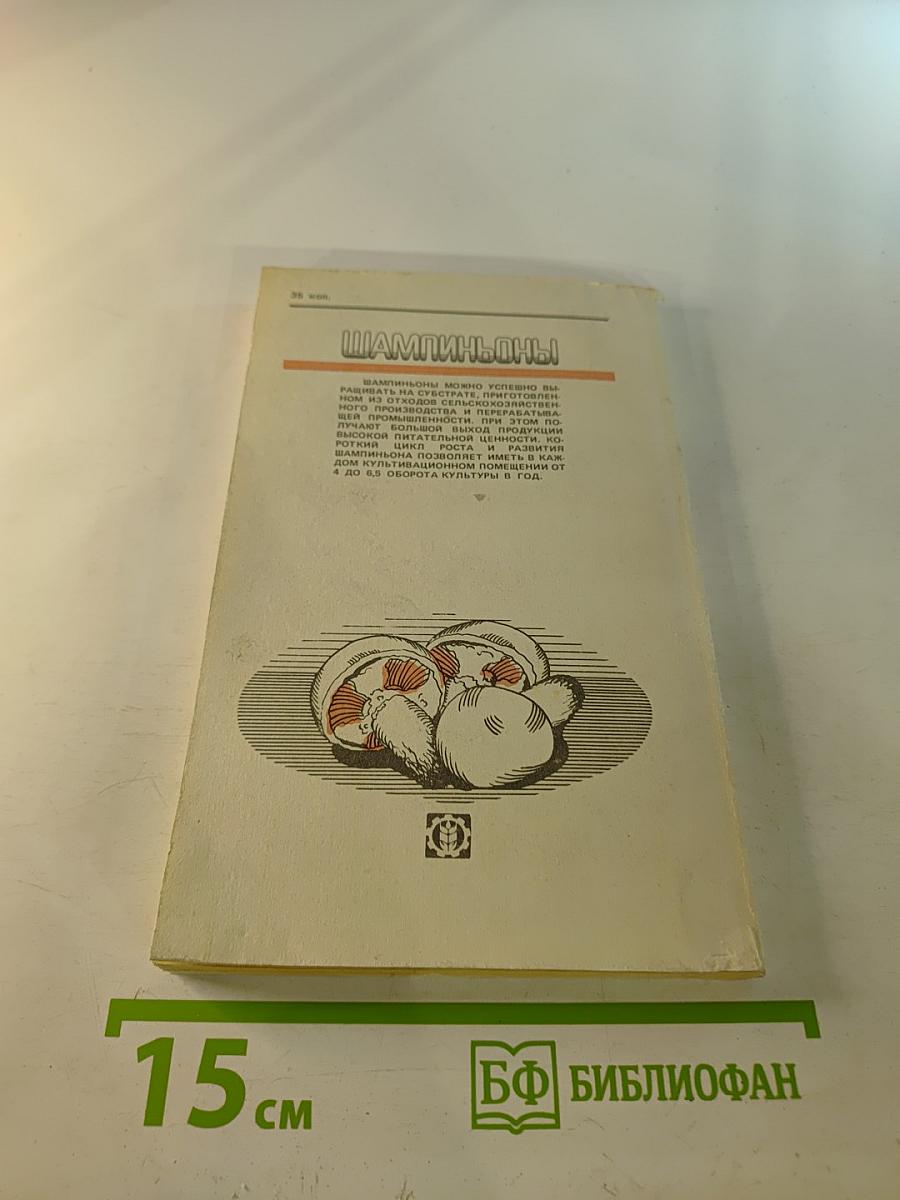 35 коп.
ШАМПИНЬОНЫ
ШАМПИНЬОНЫ МОЖНО УСПЕШНО ВЫ-
РАЩИВАТЬ НА СУБСТРАТЕ, ПРИГОТОВЛЕН-
НОМ ИЗ ОТХОДОВ СЕЛЬСКОХОЗЯЙСТВЕН-
НОГО ПРОИЗВОДСТВА И ПЕРЕРАБАТЫВА-
ЩЕЙ ПРОМЫШЛЕННОСТИ. ПРИ ЭТОМ ПО-
ЛУЧАЮТ БОЛЬШОЙ ВЫХОД ПРОДУКЦИИ
ВЫСОКОЙ ПИТАТЕЛЬНОЙ ЦЕННОСТИ. КО-
РОТКИЙ ЦИКЛ РОСТА И РАЗВИТИЯ
ШАМПИНЬОНА ПОЗВОЛЯЕТ ИМЕТЬ В КАЖ-
ДОМ КУЛЬТИВАЦИОННОМ ПОМЕЩЕНИИ ОТ
4 ДО 6,5 ОБОРОТА КУЛЬТУРЫ В ГОД.
15 см
БФ БИБЛИОФАН